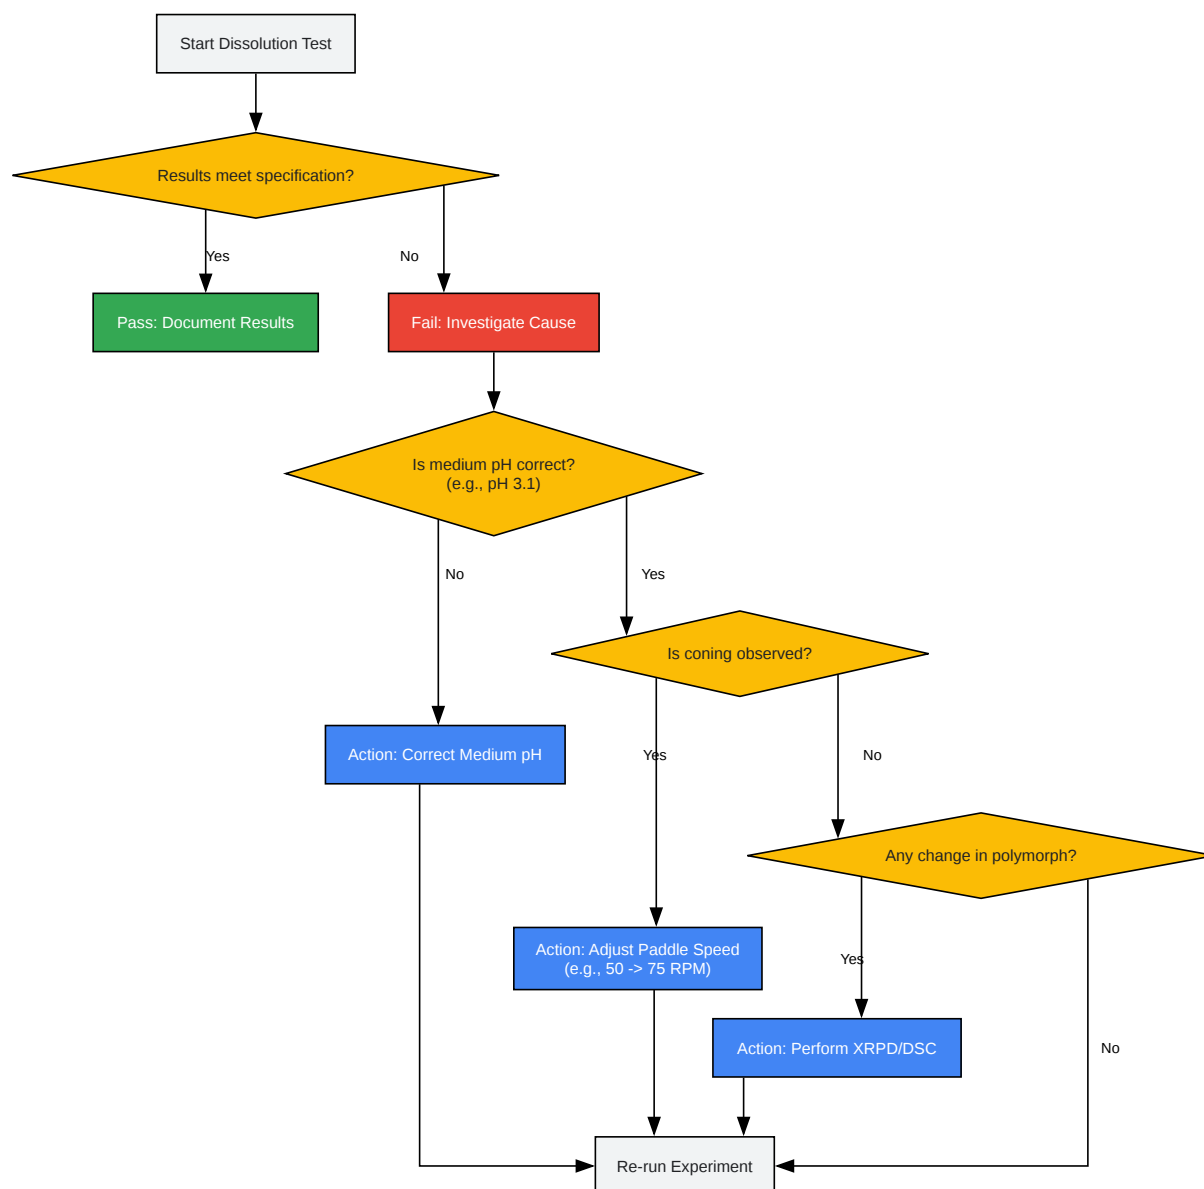 Start Dissolution Test
Results meet specification?
Yes
No
Pass: Document Results
Fail: Investigate Cause
Is medium pH correct?
(e.g., pH 3.1)
No
Yes
Is coning observed?
Action: Correct Medium pH
Yes
No
Any change in polymorph?
Action: Adjust Paddle Speed
(e.g., 50 -> 75 RPM)
Yes
Action: Perform XRPD/DSC
No
Re-run Experiment